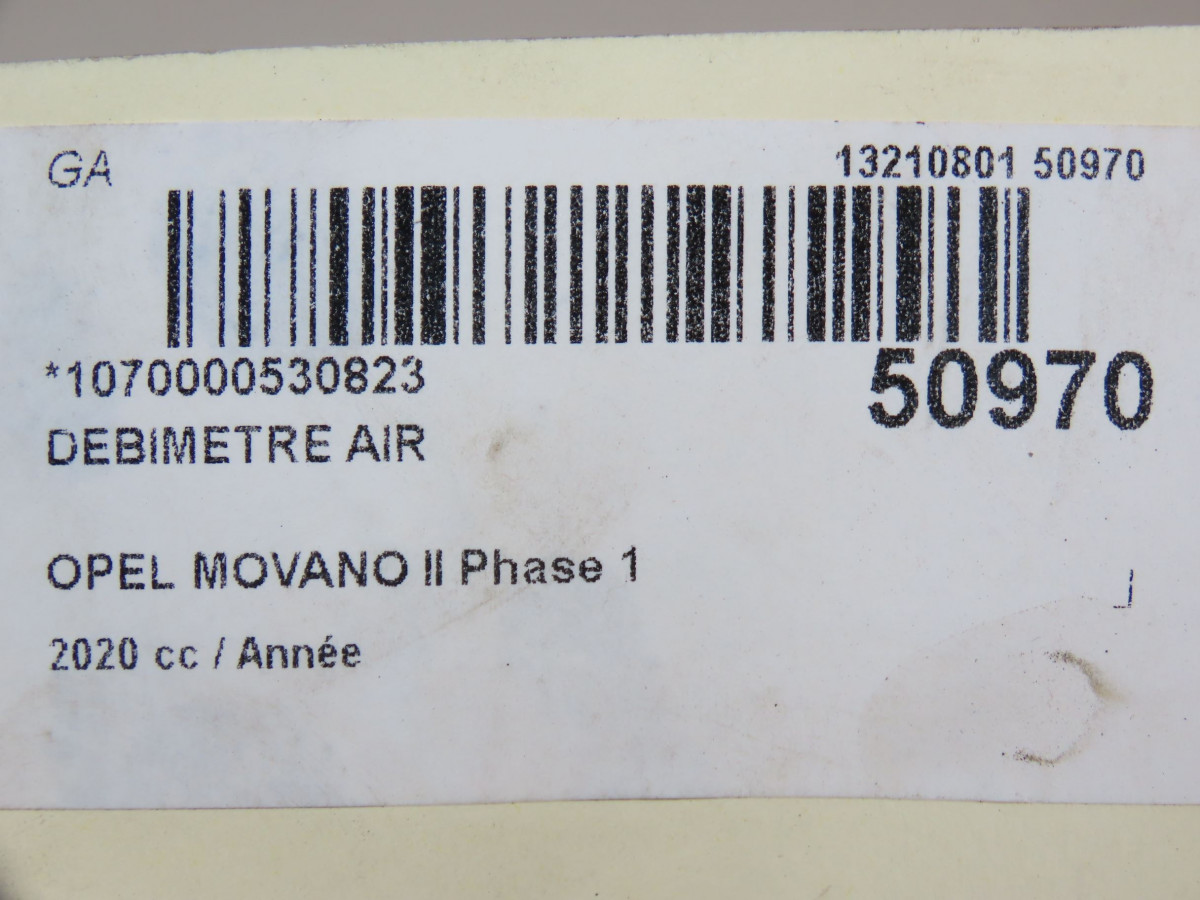 GA
13210801 50970
*1070000530823
50970
DEBIMETRE AIR
OPEL MOVANO II Phase 1
2020 cc / Année